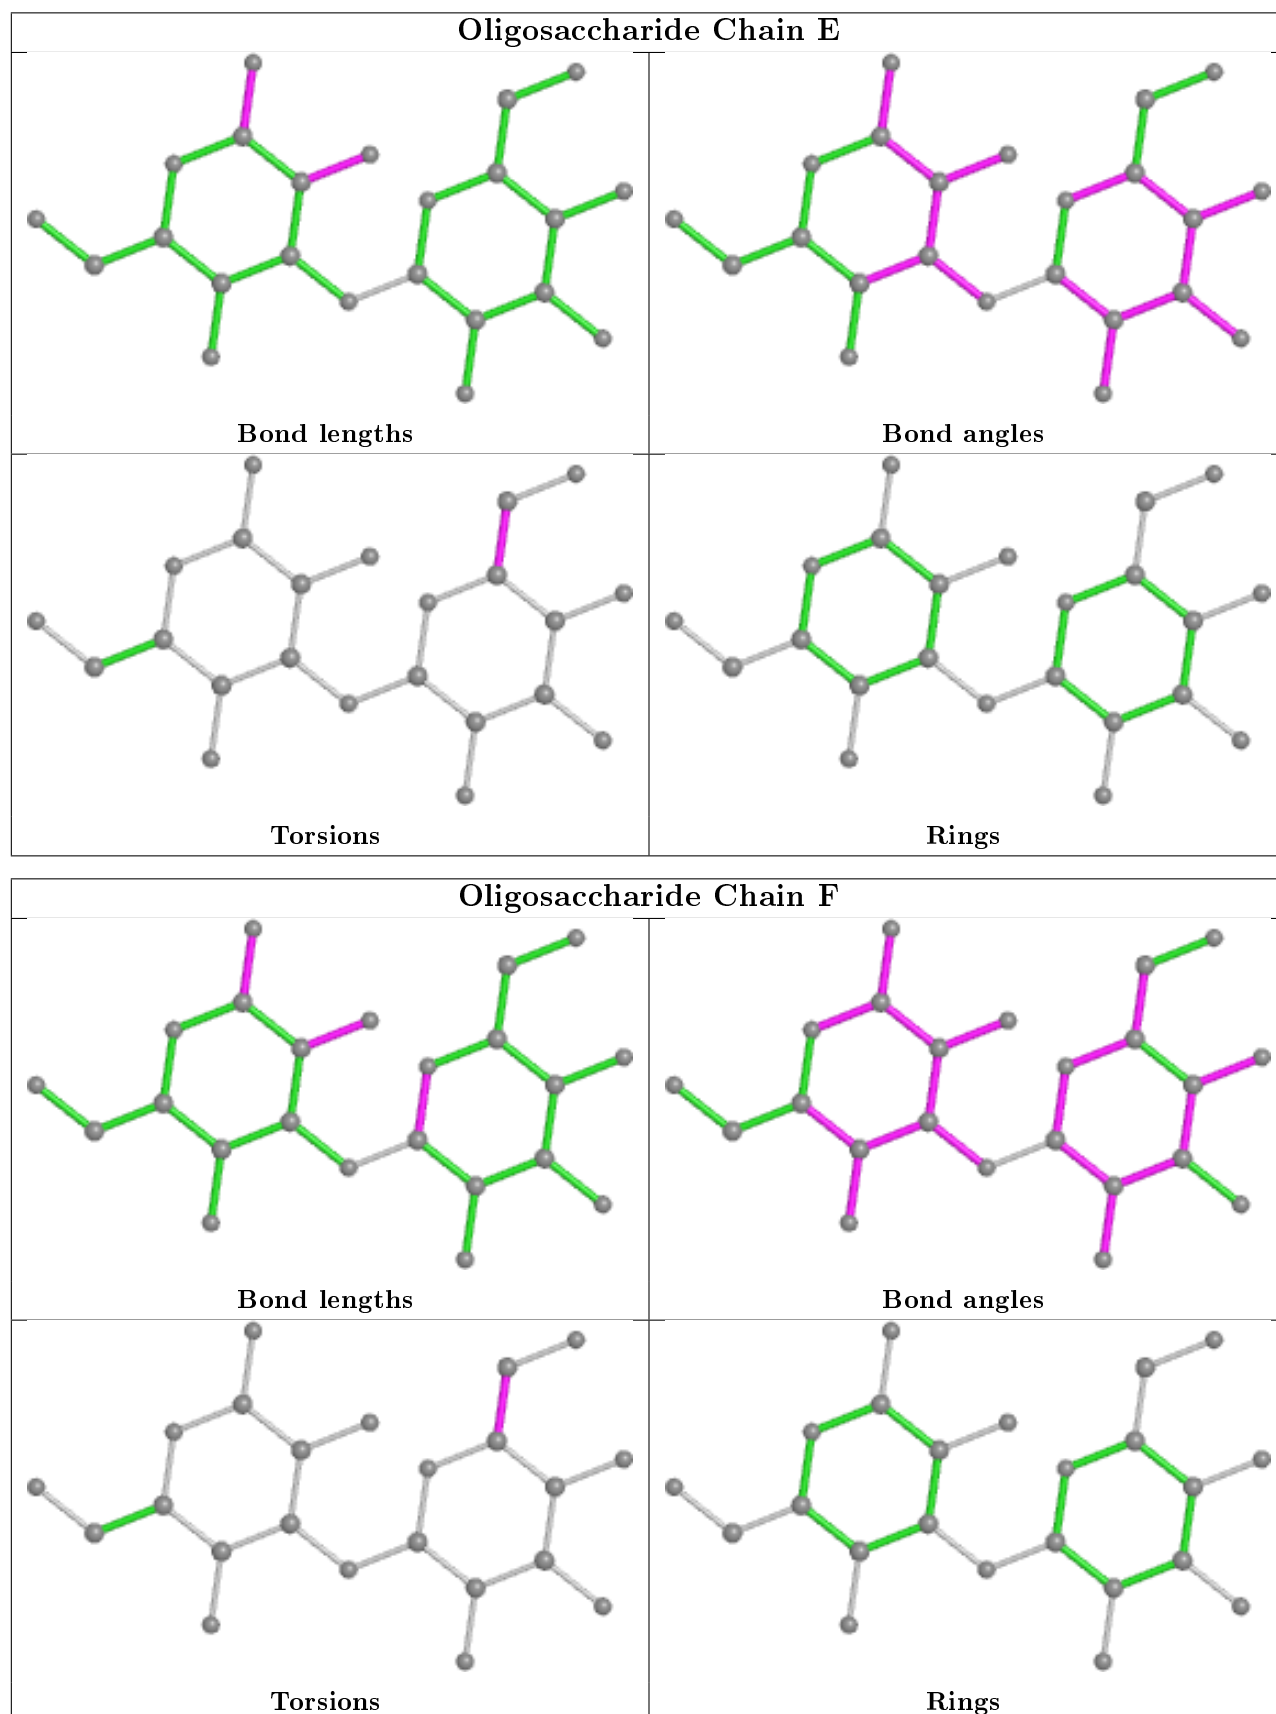 Oligosaccharide Chain E
Bond lengths
Bond angles
Torsions
Rings
Oligosaccharide Chain F
Bond lengths
Bond angles
Torsions
Rings